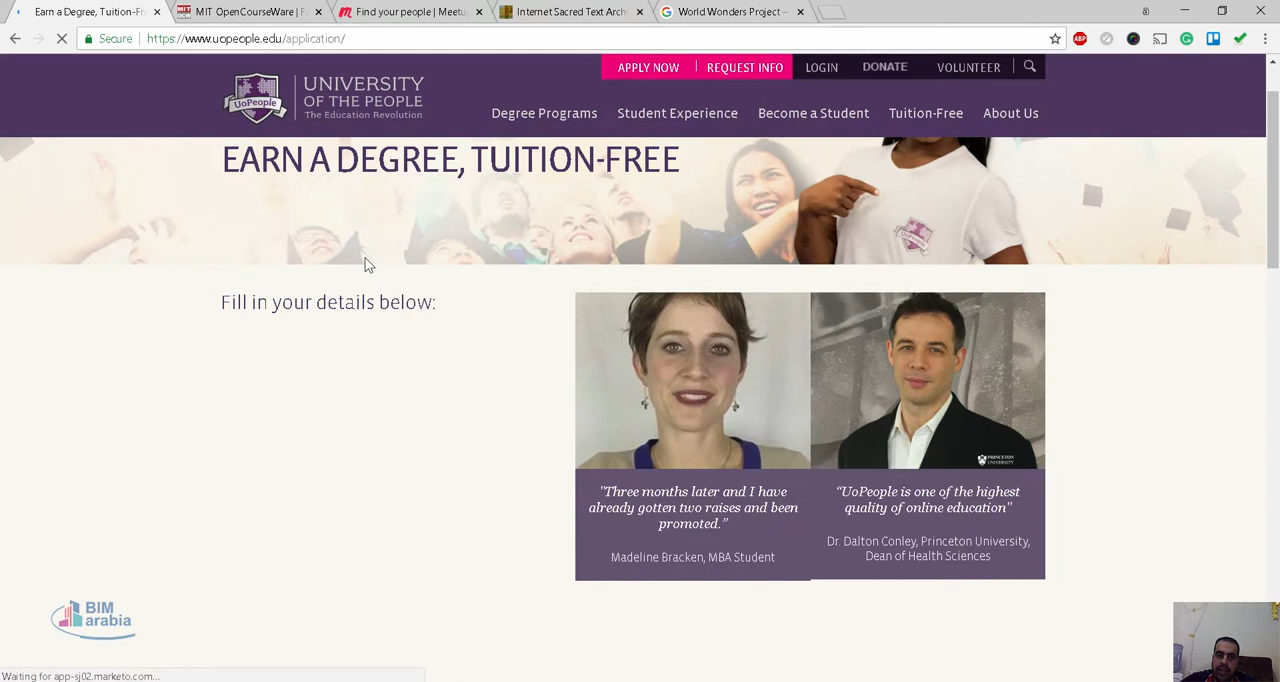 Earn a Degree, Tuition-Fr
MIT OpenCourseWare | F
Find your people | Meetu
Internet Sacred Text Arc
World Wonders Project –
Secure
https://www.uopeople.edu/application/
ABP
APPLY NOW
REQUEST INFO
LOGIN
DONATE
VOLUNTEER
UoPeople
UNIVERSITY
OF THE PEOPLE
The Education Revolution
Degree Programs
Student Experience
Become a Student
Tuition-Free
About Us
EARN A DEGREE, TUITION-FREE
Fill in your details below:
PRINCETON
UNIVERSITY
"Three months later and I have
already gotten two raises and been
promoted.”
Madeline Bracken, MBA Student
“UoPeople is one of the highest
quality of online education"
Dr. Dalton Conley, Princeton University,
Dean of Health Sciences
BIM
arabia
Waiting for app-sj02.marketo.com...